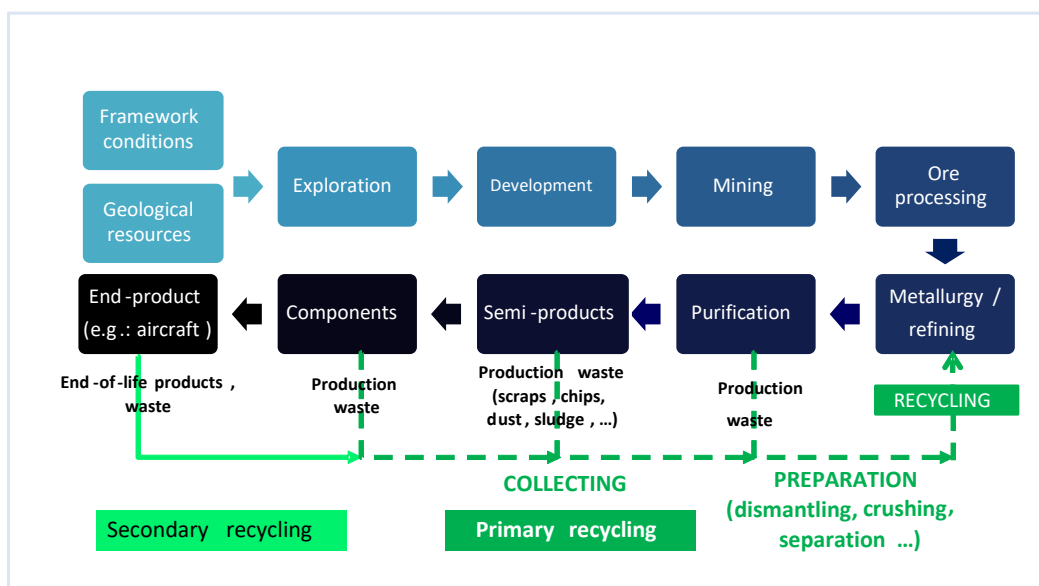 Framework
conditions
Geological
resources
Exploration
Development
Mining
Ore
processing
End -product
(e.g .: aircraft )
Components
Semi -products
Purification
Metallurgy /
refining
End -of-life products ,
waste
Production
waste
Production waste
(scraps , chips,
dust , sludge , ...)
Production
waste
RECYCLING
COLLECTING
PREPARATION
(dismantling, crushing,
separation ...)
Secondary recycling
Primary recycling